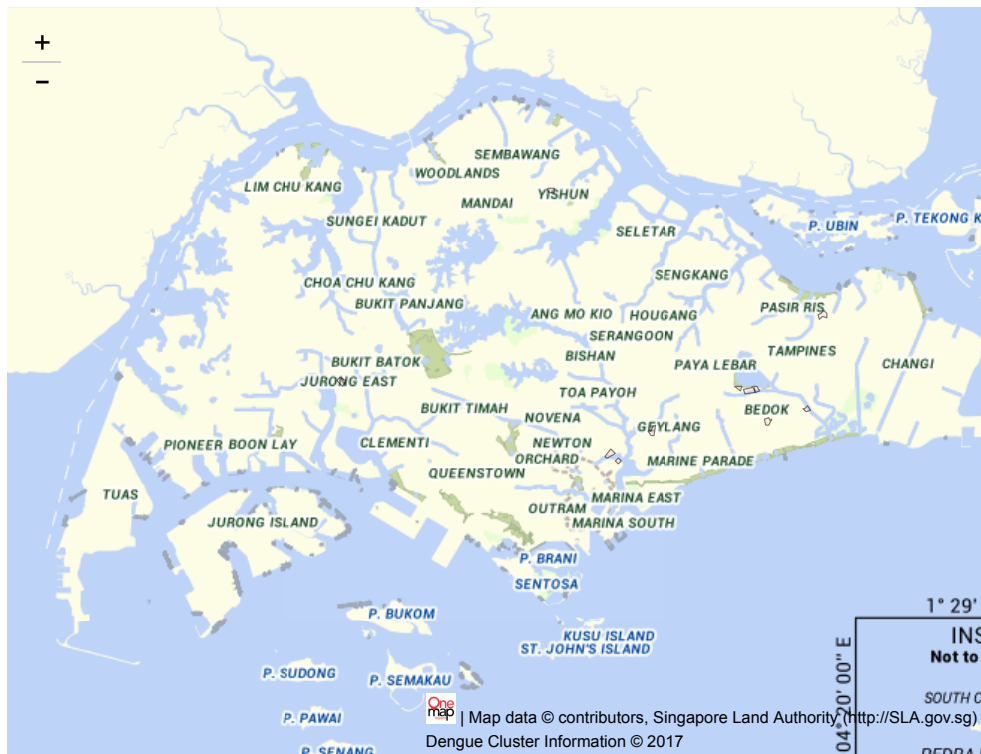 +
−
SEMBAWANG
WOODLANDS
LIM CHU KANG
YISHUN
MANDAI
SUNGEI KADUT
P. UBIN
P. TEKONG K
SELETAR
SENGKANG
CHOA CHU KANG
BUKIT PANJANG
PASIR RIS
ANG MO KIO
HOUGANG
SERANGOON
BISHAN
TAMPINES
BUKIT BATOK
PAYA LEBAR
CHANGI
JURONG EAST
TOA PAYOH
BUKIT TIMAH
NOVENA
BEDOK
GEYLANG
PIONEER
BOON LAY
CLEMENTI
NEWTON
ORCHARD
MARINE PARADE
QUEENSTOWN
TUAS
MARINA EAST
OUTRAM
JURONG ISLAND
MARINA SOUTH
P. BRANI
SENTOSA
P. BUKOM
KUSU ISLAND
ST. JOHN'S ISLAND
P. SUDONG
P. SEMAKAU
P. PAWAI
P. SENANG
1° 29'
INS
Not to
04° 20' 00" E
SOUTH C
PEDRA
One
map
| Map data © contributors, Singapore Land Authority (http://SLA.gov.sg)
Dengue Cluster Information © 2017